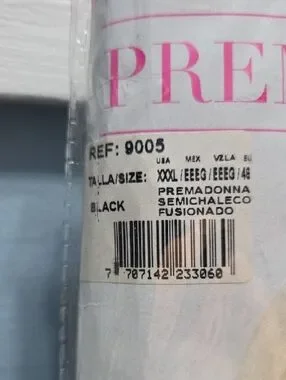 PREM
REF: 9005
USA MEX VZLA EU
TALLA/SIZE: XXXL/EEEG/EEEG/48
BLACK
PREMADONNA
SEMICHALECO
FUSIONADO
7 707142 233060